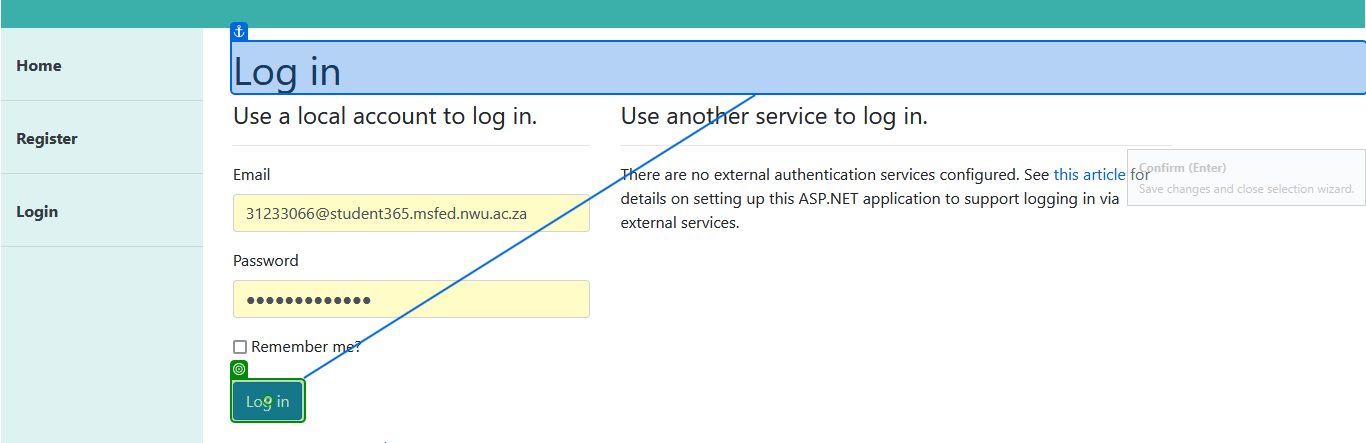 Home
Register
Login
Log in
Use a local account to log in.
Email
31233066@student365.msfed.nwu.ac.za
Password
Remember me?
Log in
Use another service to log in.
There are no external authentication services configured. See this article for
details on setting up this ASP.NET application to support logging in via
external services.
Confirm (Enter)
Save changes and close selection wizard.